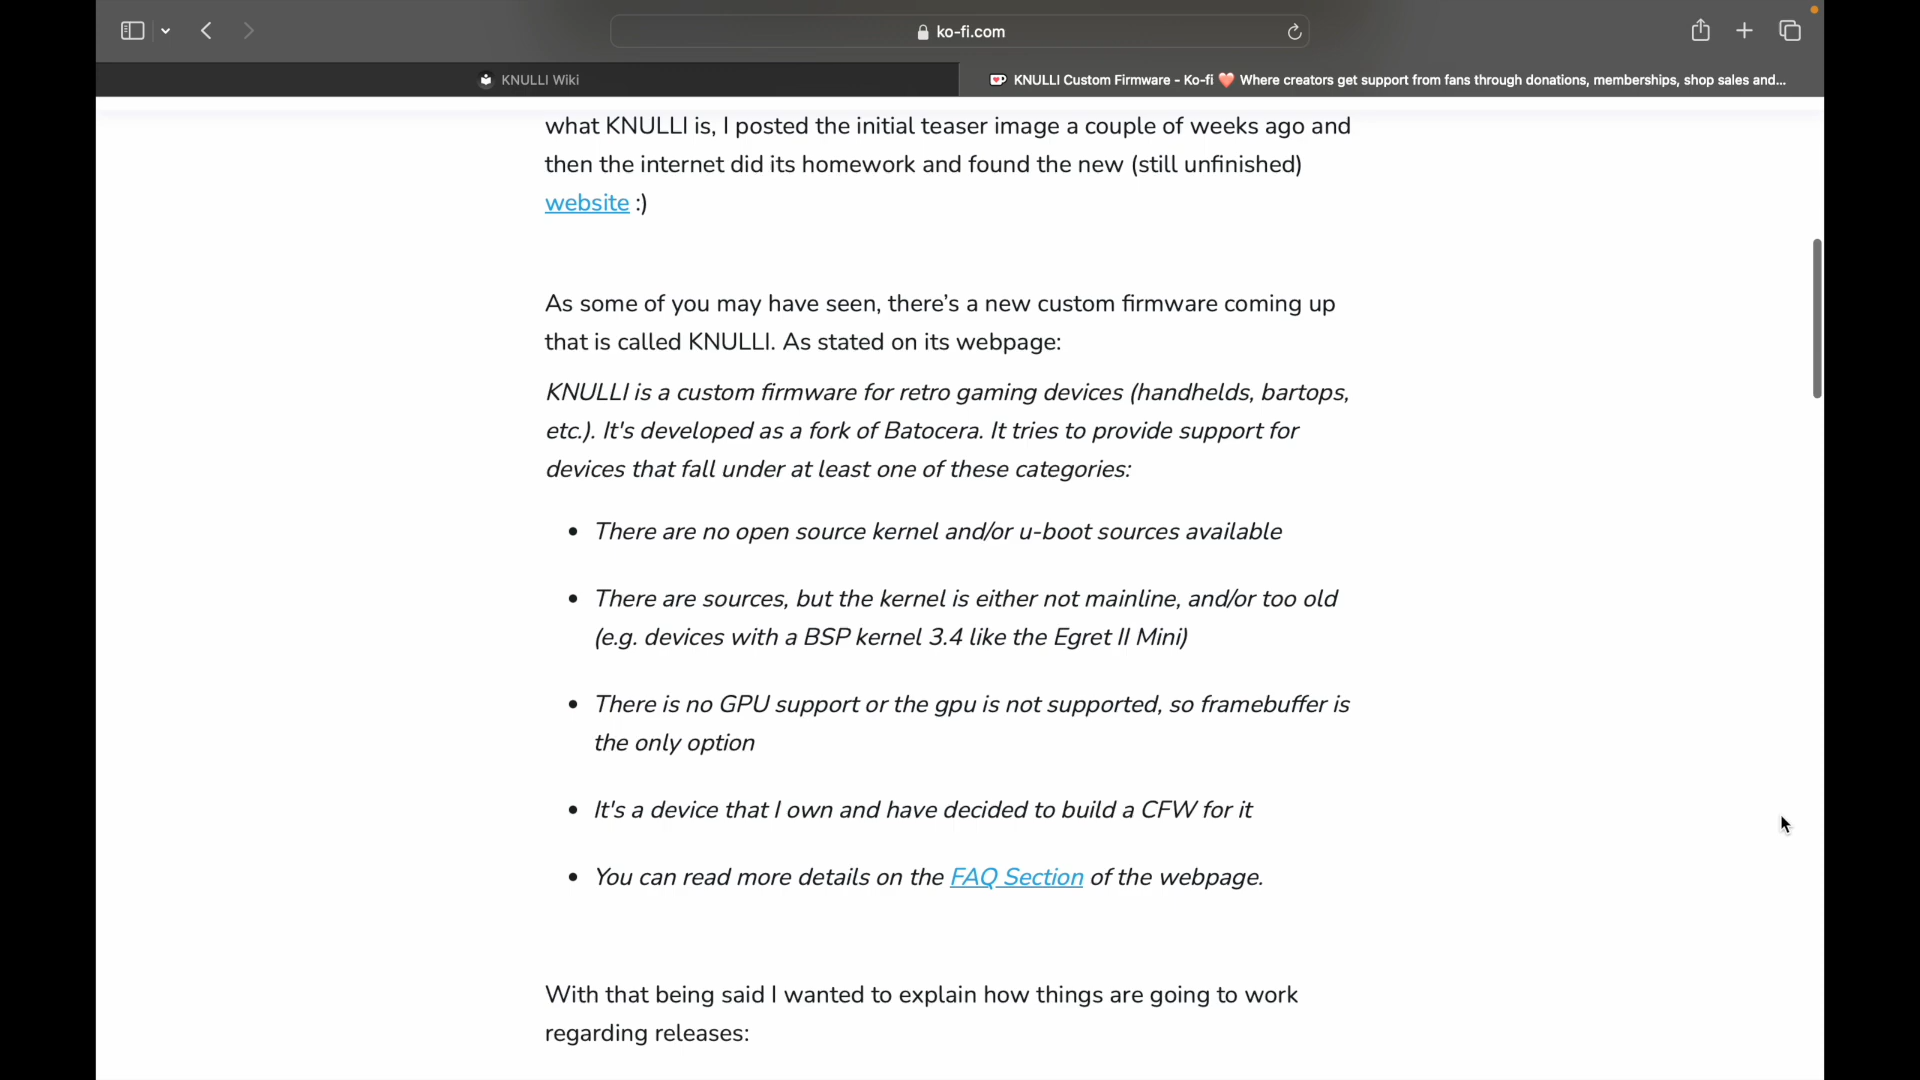 ko-fi.com
KNULLI Wiki
KNULLI Custom Firmware - Ko-fi ❤️ Where creators get support from fans through donations, memberships, shop sales and...
what KNULLI is, I posted the initial teaser image a couple of weeks ago and
then the internet did its homework and found the new (still unfinished)
website :)
As some of you may have seen, there's a new custom firmware coming up
that is called KNULLI. As stated on its webpage:
KNULLI is a custom firmware for retro gaming devices (handhelds, bartops,
etc.). It's developed as a fork of Batocera. It tries to provide support for
devices that fall under at least one of these categories:
• There are no open source kernel and/or u-boot sources available
• There are sources, but the kernel is either not mainline, and/or too old
(e.g. devices with a BSP kernel 3.4 like the Egret II Mini)
• There is no GPU support or the gpu is not supported, so framebuffer is
the only option
• It's a device that I own and have decided to build a CFW for it
• You can read more details on the FAQ Section of the webpage.
With that being said I wanted to explain how things are going to work
regarding releases: